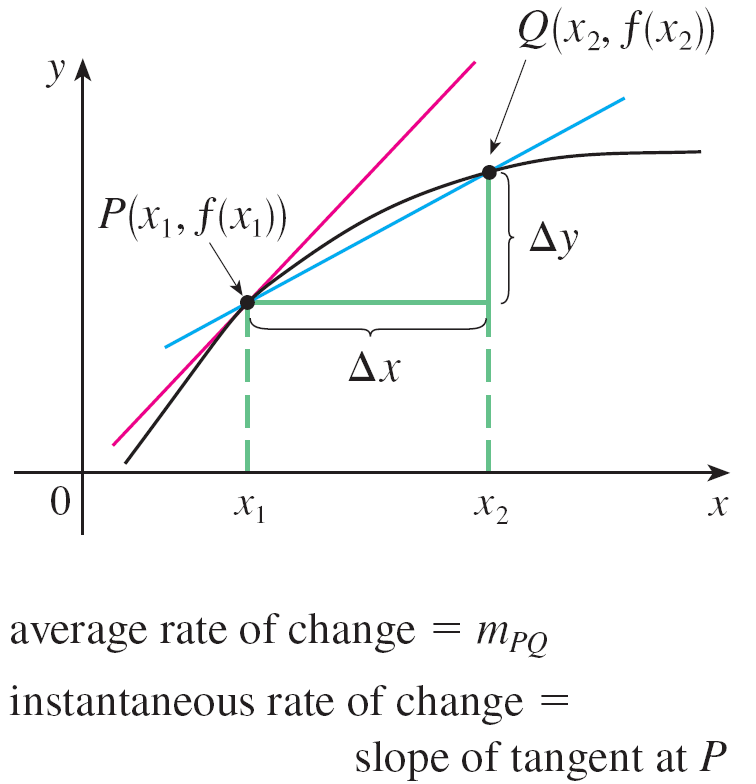 Q(x₂, f(x₂))
y
P(x₁, f(x₁))
Δy
Δx
0
x₁
x₂
x
average rate of change = m_PQ
instantaneous rate of change =
slope of tangent at P